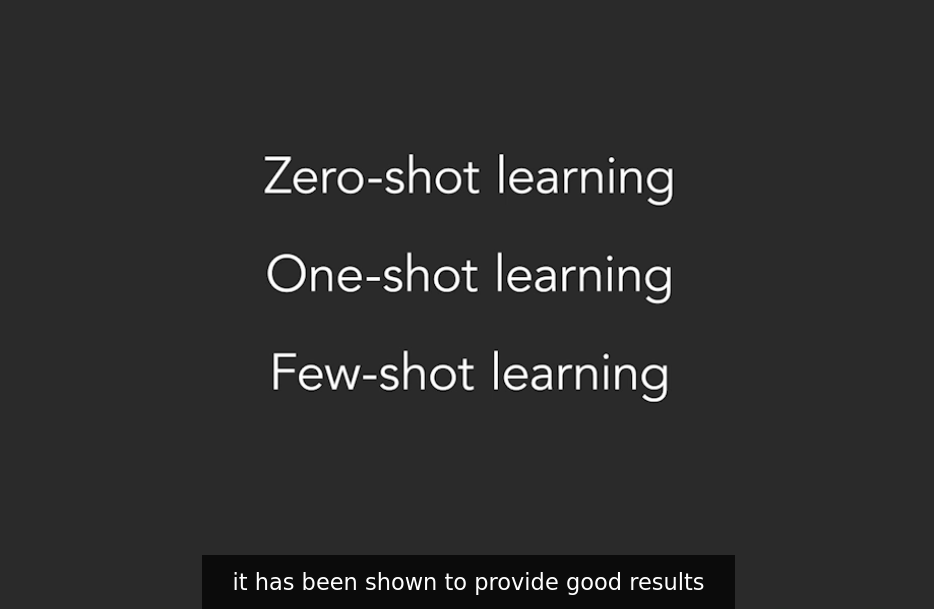 Zero-shot learning
One-shot learning
Few-shot learning
it has been shown to provide good results